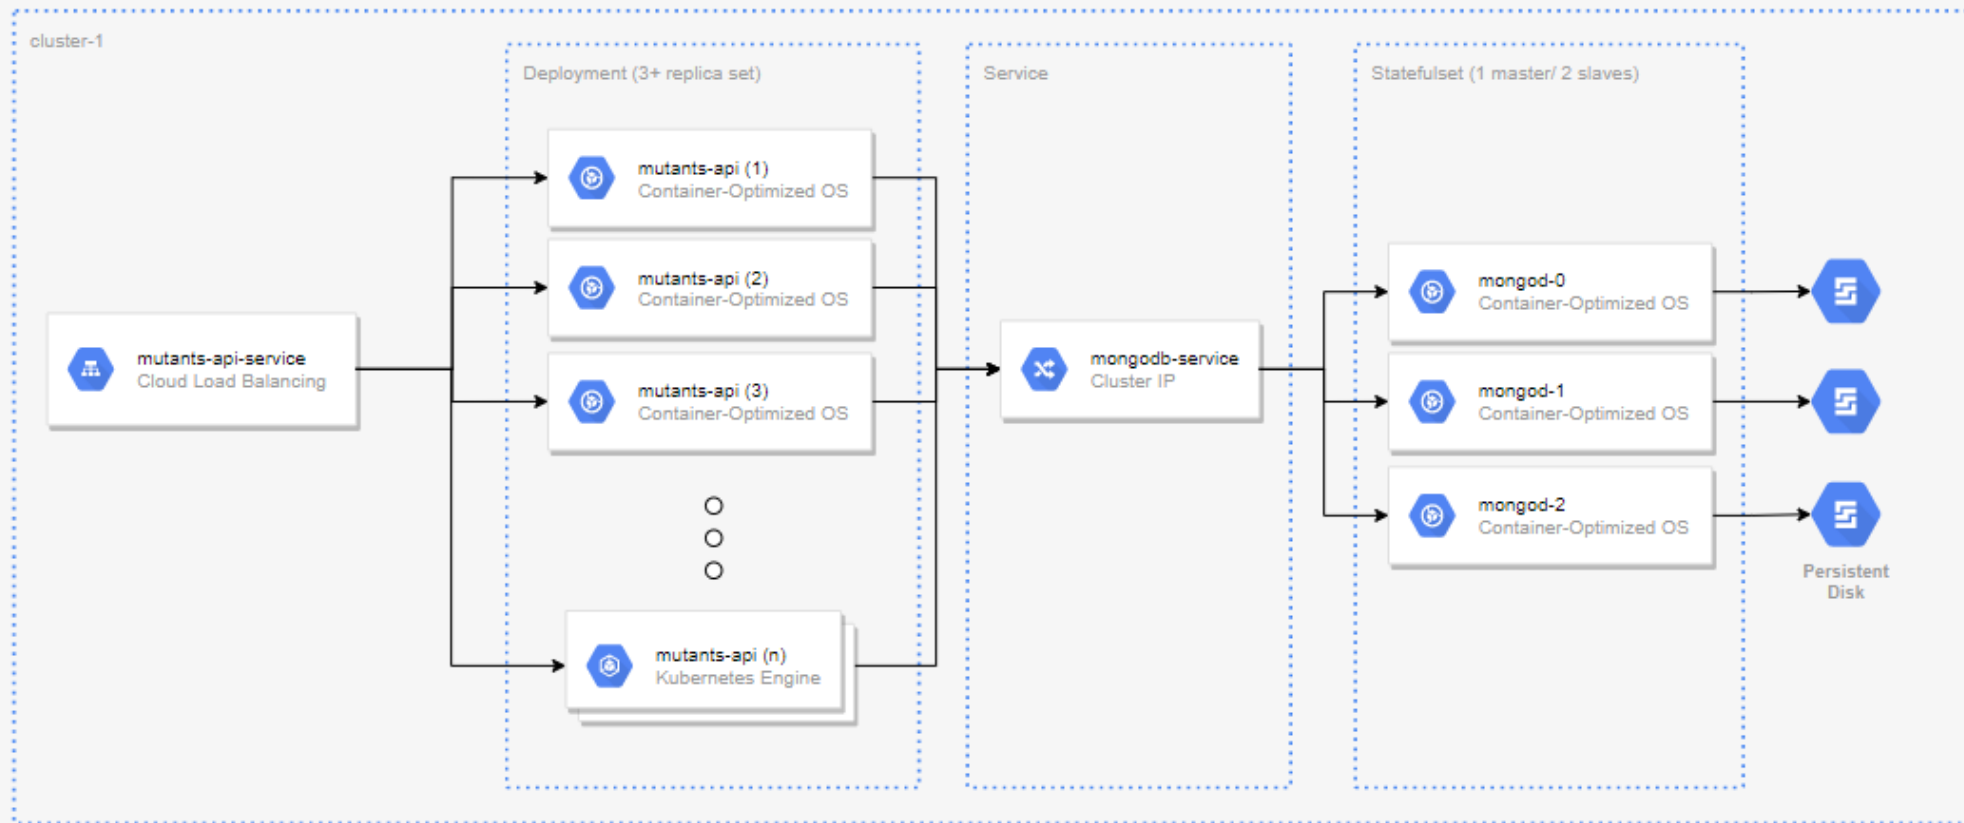 cluster-1
Deployment (3+ replica set)
Service
Statefulset (1 master/ 2 slaves)
mutants-api-service
Cloud Load Balancing
mutants-api (1)
Container-Optimized OS
mutants-api (2)
Container-Optimized OS
mutants-api (3)
Container-Optimized OS
mutants-api (n)
Kubernetes Engine
mongodb-service
Cluster IP
mongod-0
Container-Optimized OS
mongod-1
Container-Optimized OS
mongod-2
Container-Optimized OS
Persistent
Disk